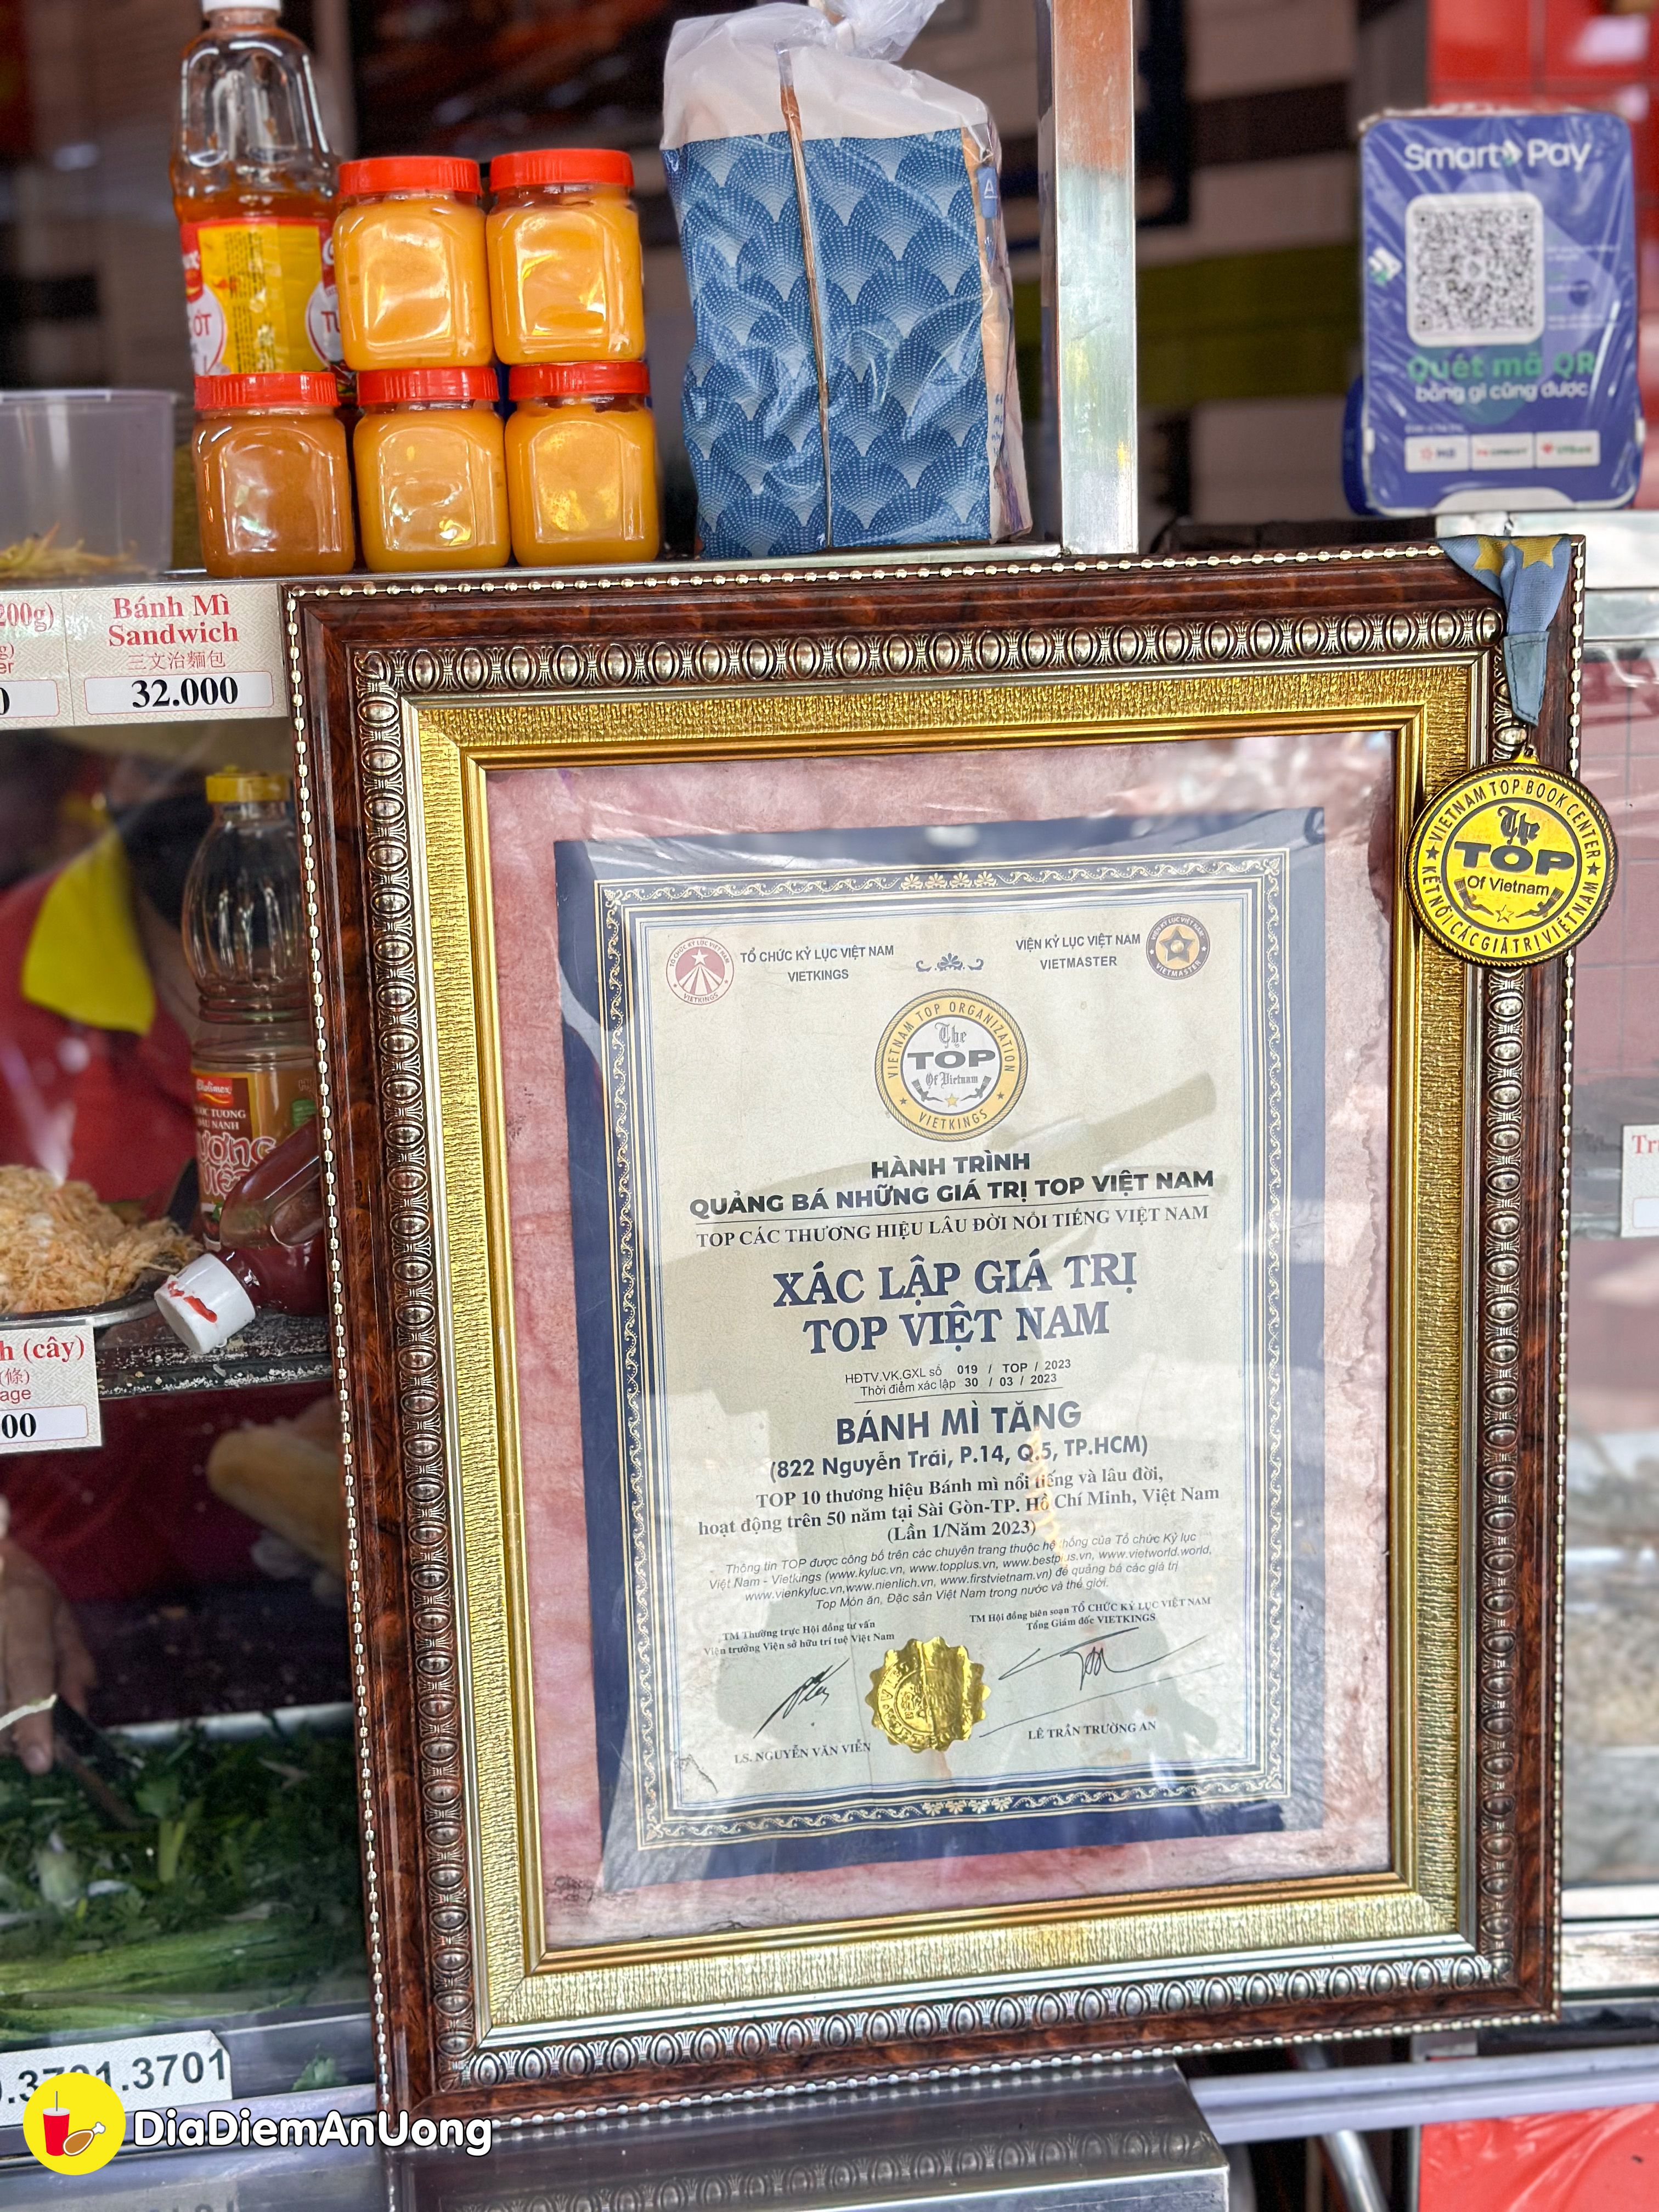 Smart Pay
Quét mã QR
bằng gì cũng được
ỚT
200g)
Bánh Mì
Sandwich
三文治麵包
32.000
VIETNAM TOP BOOK CENTER
The
TOP
Of Vietnam
KẾT NỐI CÁC GIÁ TRỊ VIỆT NAM
TỔ CHỨC KỶ LỤC VIỆT NAM
VIETKINGS
VIỆN KỶ LỤC VIỆT NAM
VIETMASTER
VIETKINGS
VIETMASTER
VIETNAM TOP ORGANIZATION
The
TOP
Of Vietnam
VIETKINGS
HÀNH TRÌNH
QUẢNG BÁ NHỮNG GIÁ TRỊ TOP VIỆT NAM
TOP CÁC THƯƠNG HIỆU LÂU ĐỜI NỔI TIẾNG VIỆT NAM
XÁC LẬP GIÁ TRỊ
TOP VIỆT NAM
HĐTV.VK.GXL số 019 / TOP / 2023
Thời điểm xác lập 30 / 03 / 2023
BÁNH MÌ TĂNG
(822 Nguyễn Trãi, P.14, Q.5, TP.HCM)
TOP 10 thương hiệu Bánh mì nổi tiếng và lâu đời,
hoạt động trên 50 năm tại Sài Gòn-TP. Hồ Chí Minh, Việt Nam
(Lần 1/Năm 2023)
Thông tin TOP được công bố trên các chuyên trang thuộc hệ thống của Tổ chức Kỷ lục
Việt Nam - Vietkings (www.kyluc.vn, www.topplus.vn, www.bestplus.vn, www.vietworld.world,
www.vienkyluc.vn,www.nienlich.vn, www.firstvietnam.vn) để quảng bá các giá trị
Top Món ăn, Đặc sản Việt Nam trong nước và thế giới.
TM Thường trực Hội đồng tư vấn
Viện trưởng Viện sở hữu trí tuệ Việt Nam
TM Hội đồng biên soạn TỔ CHỨC KỶ LỤC VIỆT NAM
Tổng Giám đốc VIETKINGS
LS. NGUYỄN VĂN VIỄN
LÊ TRẦN TRƯỜNG AN
h (cây)
(條)
age
00
3701
DiaDiemAnUong